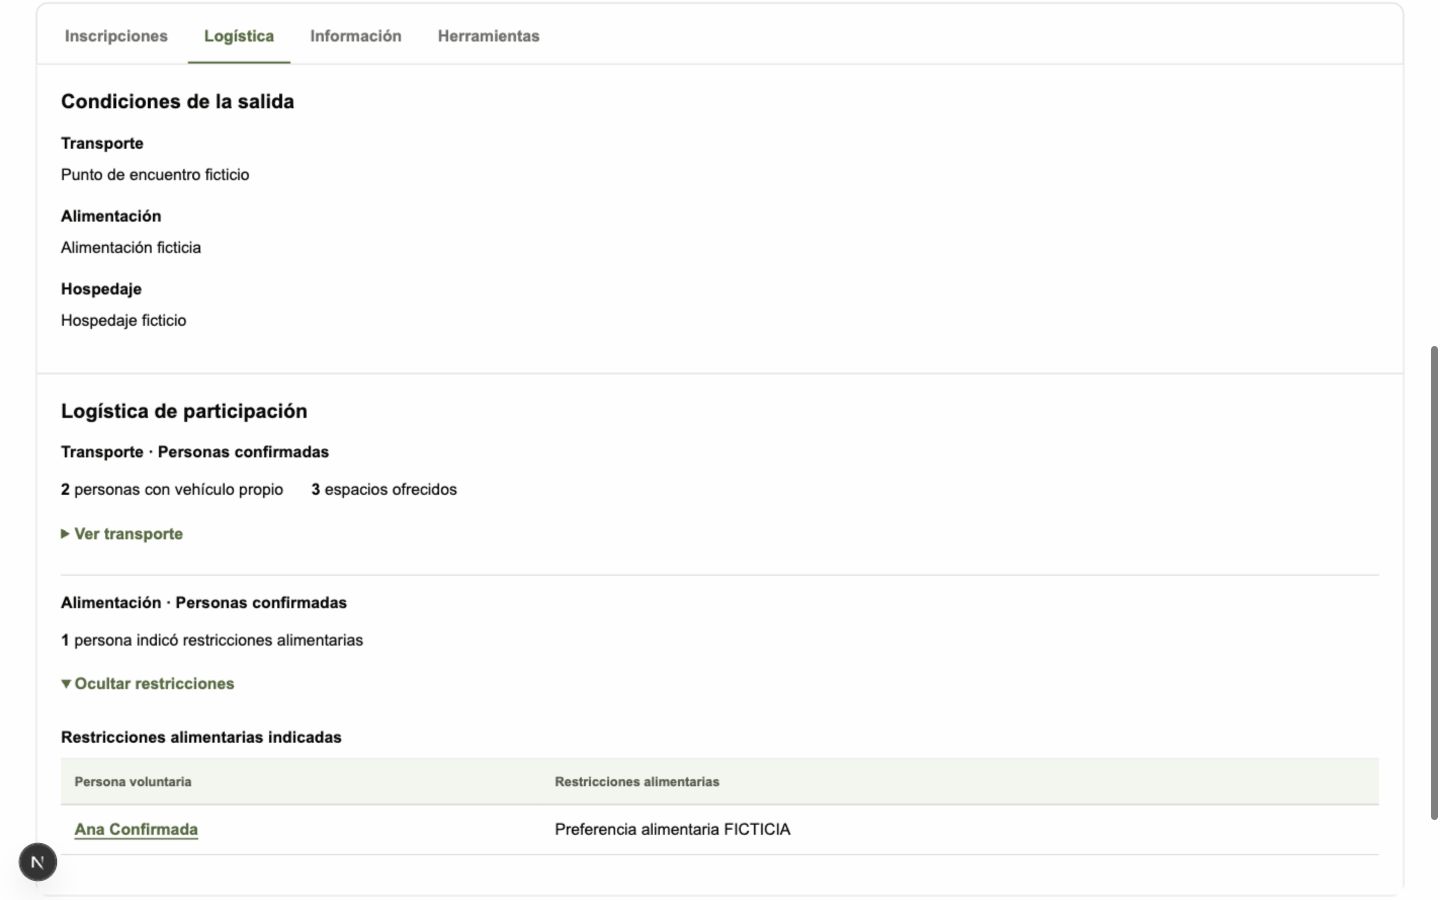 Inscripciones Logística Información Herramientas
Condiciones de la salida
Transporte
Punto de encuentro ficticio
Alimentación
Alimentación ficticia
Hospedaje
Hospedaje ficticio
Logística de participación
Transporte · Personas confirmadas
2 personas con vehículo propio 3 espacios ofrecidos
▶ Ver transporte
Alimentación · Personas confirmadas
1 persona indicó restricciones alimentarias
▼ Ocultar restricciones
Restricciones alimentarias indicadas
Persona voluntaria Restricciones alimentarias
Ana Confirmada Preferencia alimentaria FICTICIA
N